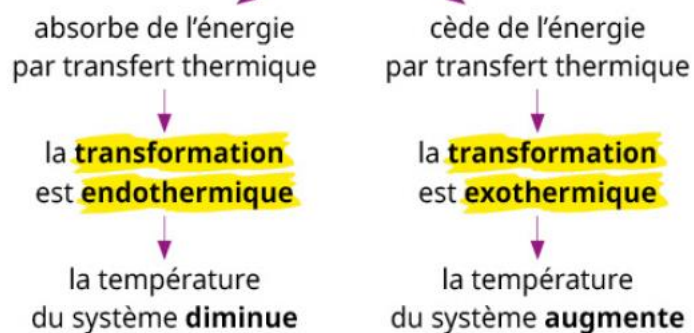 absorbe de l’énergie
par transfert thermique
la transformation
est endothermique
la température
du système diminue
cède de l’énergie
par transfert thermique
la transformation
est exothermique
la température
du système augmente